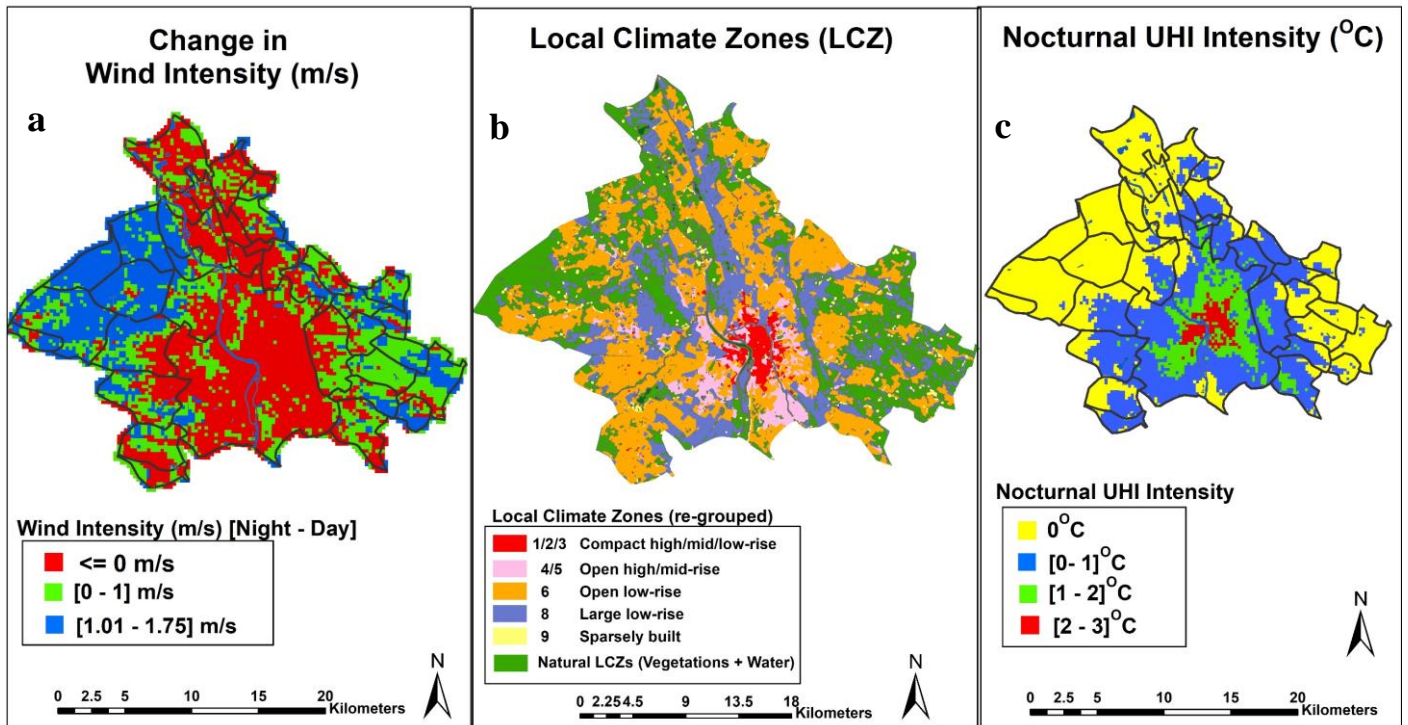 Change in
Wind Intensity (m/s)
a
Wind Intensity (m/s) [Night - Day]
<= 0 m/s
[0 - 1] m/s
[1.01 - 1.75] m/s
N
0 2.5 5 10 15 20
Kilometers
Local Climate Zones (LCZ)
b
Local Climate Zones (re-grouped)
1/2/3 Compact high/mid/low-rise
4/5 Open high/mid-rise
6 Open low-rise
8 Large low-rise
9 Sparsely built
Natural LCZs (Vegetations + Water)
N
0 2.25 4.5 9 13.5 18
Kilometers
Nocturnal UHI Intensity (°C)
c
Nocturnal UHI Intensity
0°C
[0- 1]°C
[1 - 2]°C
[2 - 3]°C
N
0 2.5 5 10 15 20
Kilometers